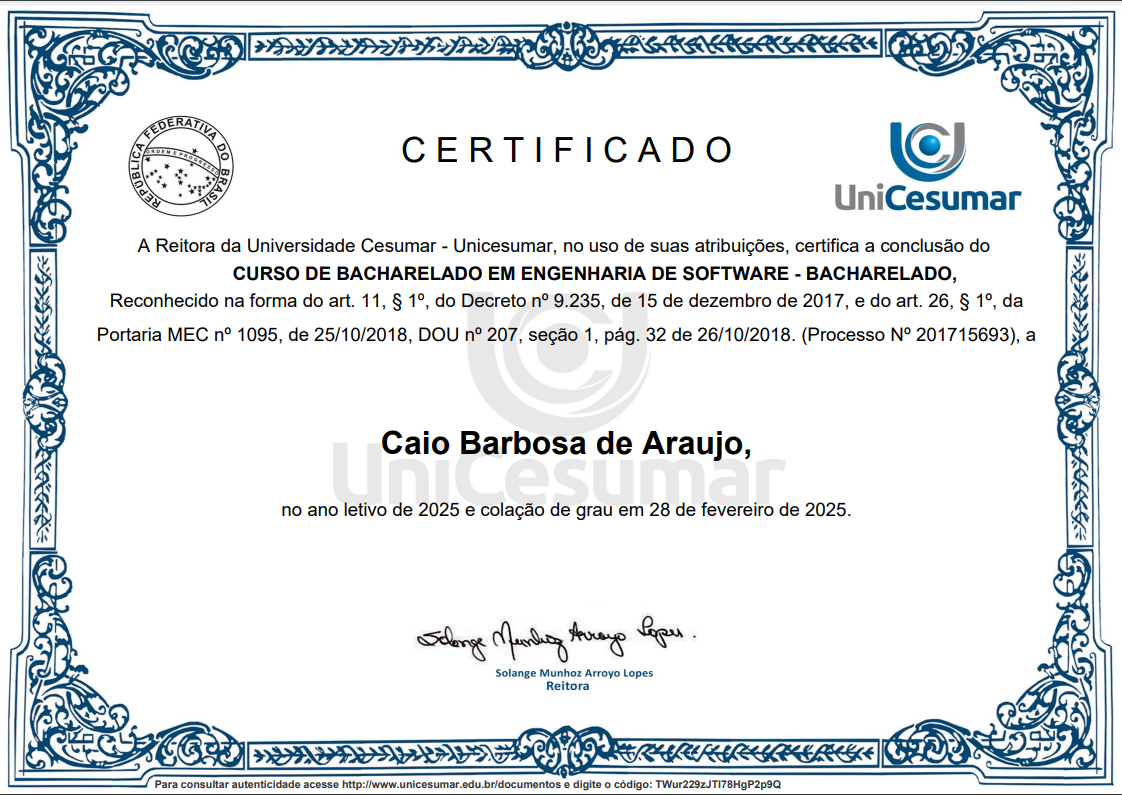 REPÚBLICA FEDERATIVA DO BRASIL
ORDEM E PROGRESSO
CERTIFICADO
UniCesumar
A Reitora da Universidade Cesumar - Unicesumar, no uso de suas atribuições, certifica a conclusão do
CURSO DE BACHARELADO EM ENGENHARIA DE SOFTWARE - BACHARELADO,
Reconhecido na forma do art. 11, § 1º, do Decreto nº 9.235, de 15 de dezembro de 2017, e do art. 26, § 1º, da
Portaria MEC nº 1095, de 25/10/2018, DOU nº 207, seção 1, pág. 32 de 26/10/2018. (Processo Nº 201715693), a
Caio Barbosa de Araujo,
UniCesumar
no ano letivo de 2025 e colação de grau em 28 de fevereiro de 2025.
Solange Munhoz Arroyo Lopes
Solange Munhoz Arroyo Lopes
Reitora
Para consultar autenticidade acesse http://www.unicesumar.edu.br/documentos e digite o código: TWur229zJTI78HgP2p9Q